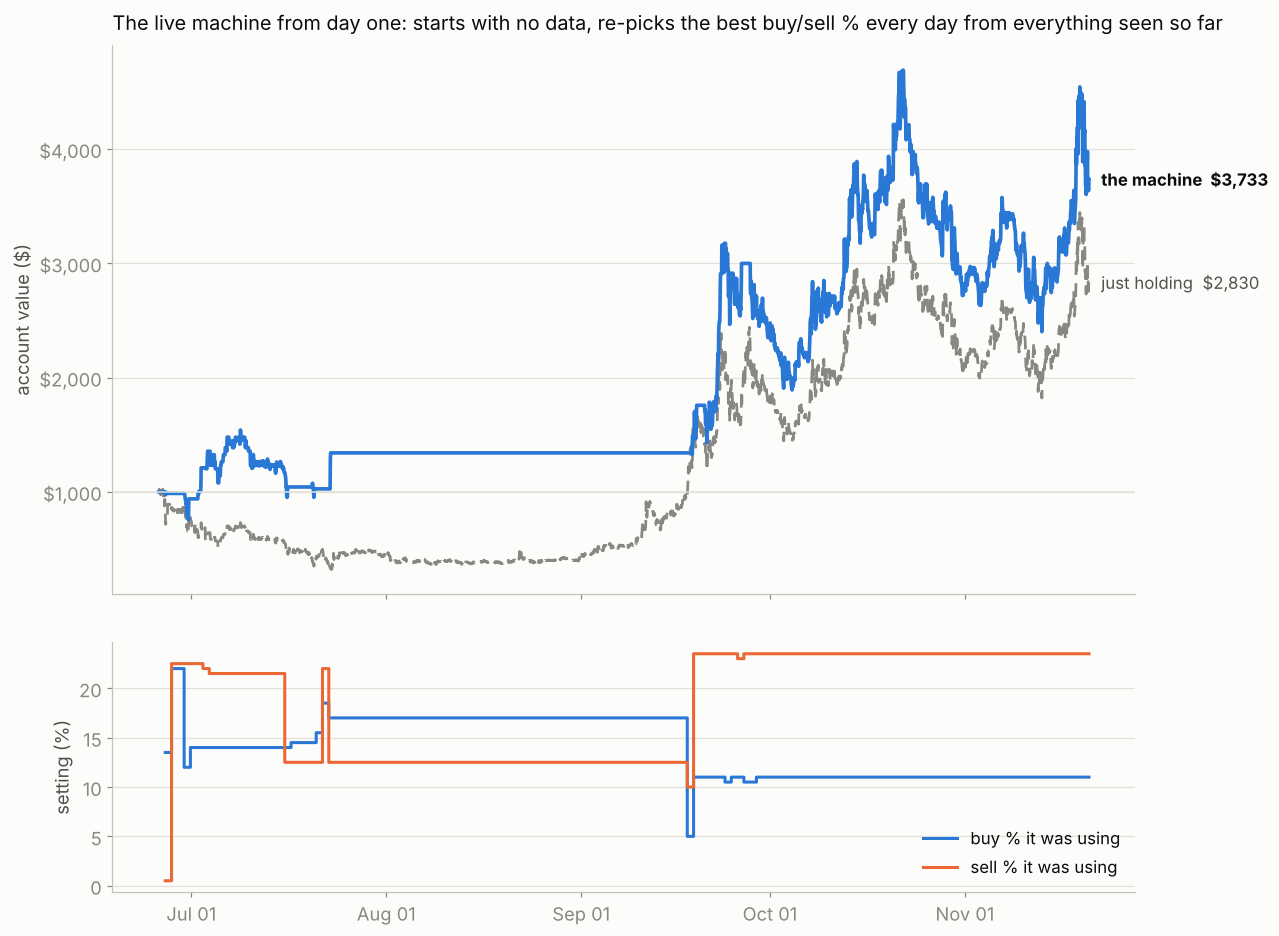 The live machine from day one: starts with no data, re-picks the best buy/sell % every day from everything seen so far
account value ($)
$4,000
$3,000
$2,000
$1,000
the machine $3,733
just holding $2,830
setting (%)
20
15
10
5
0
buy % it was using
sell % it was using
Jul 01
Aug 01
Sep 01
Oct 01
Nov 01